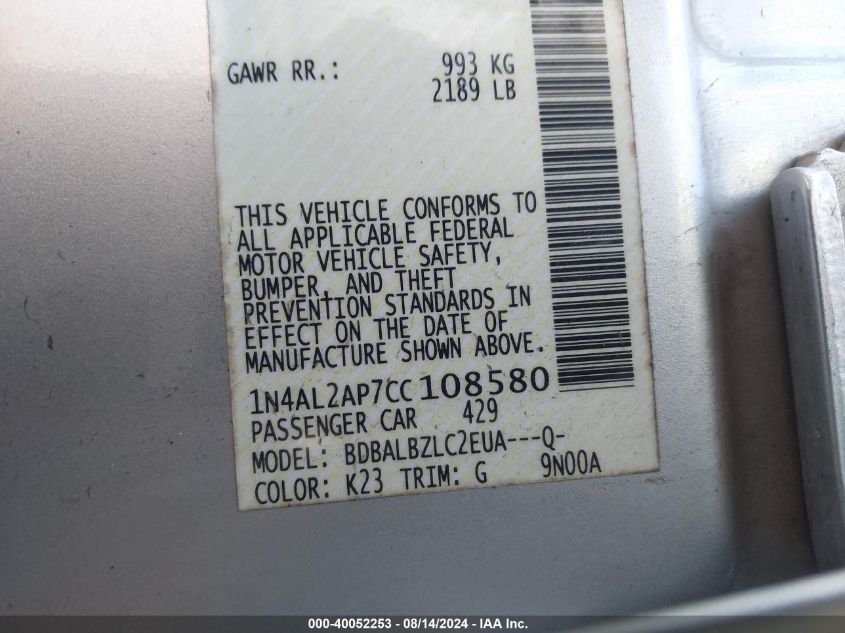 GAWR RR.: 993 KG
2189 LB
THIS VEHICLE CONFORMS TO
ALL APPLICABLE FEDERAL
MOTOR VEHICLE SAFETY,
BUMPER, AND THEFT
PREVENTION STANDARDS IN
EFFECT ON THE DATE OF
MANUFACTURE SHOWN ABOVE.
1N4AL2AP7CC108580
PASSENGER CAR 429
MODEL: BDBALBZLC2EUA---Q-
COLOR: K23 TRIM: G 9N00A
000-40052253 - 08/14/2024 - IAA Inc.